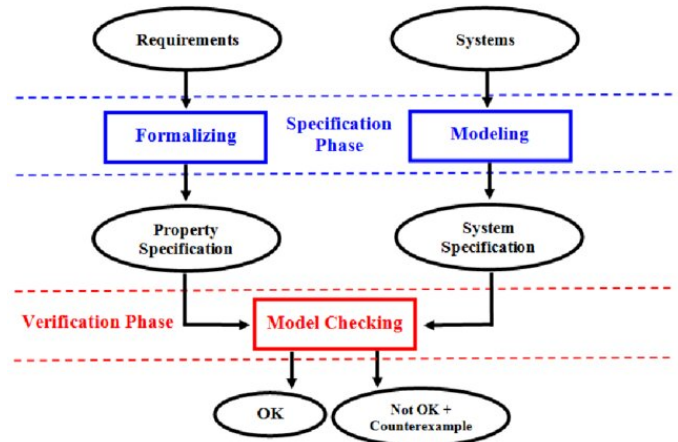 Requirements
Systems
Formalizing
Specification
Phase
Modeling
Property
Specification
System
Specification
Verification Phase
Model Checking
OK
Not OK +
Counterexample